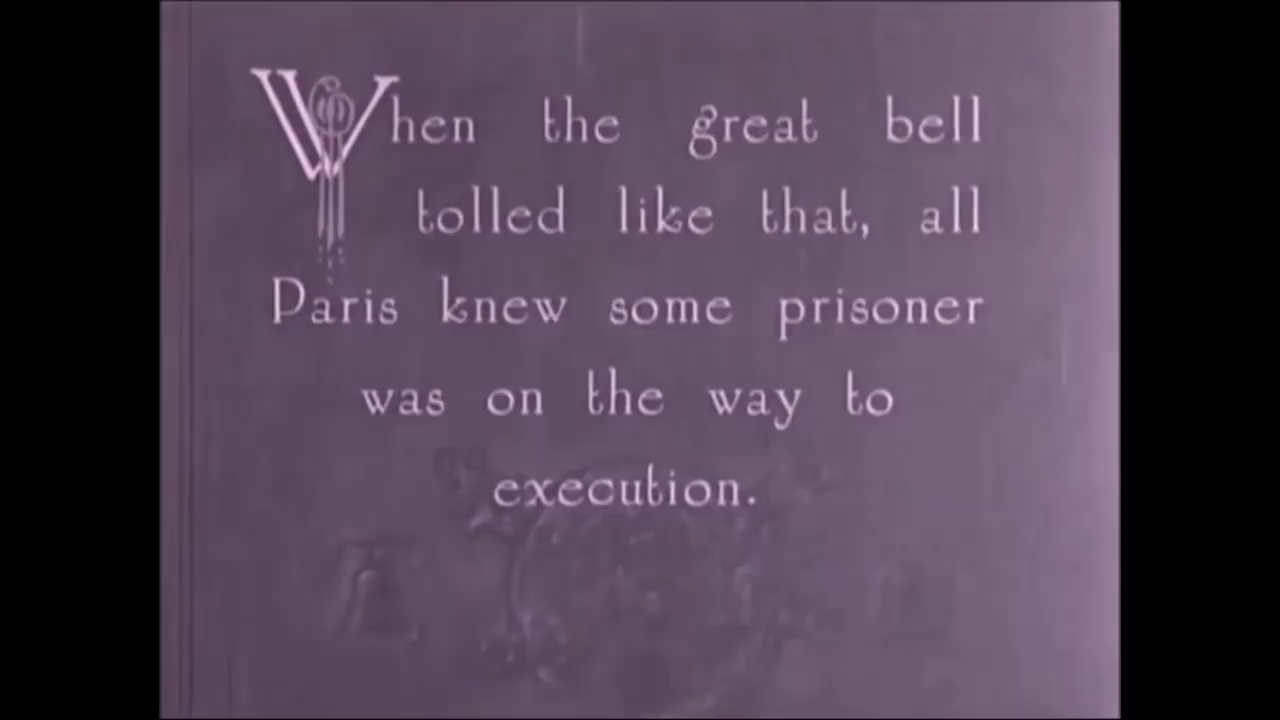 When the great bell
tolled like that, all
Paris knew some prisoner
was on the way to
execution.